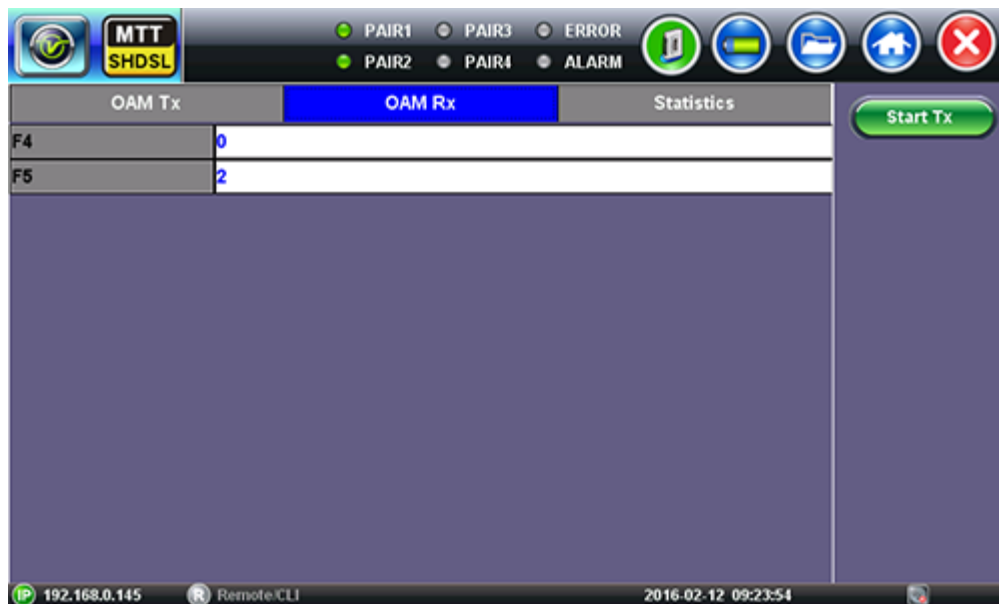 MTT
SHDSL
PAIR1 PAIR3 ERROR
PAIR2 PAIR4 ALARM
OAM Tx OAM Rx Statistics
Start Tx
F4 0
F5 2
IP 192.168.0.145 R Remote/CLI 2016-02-12 09:23:54